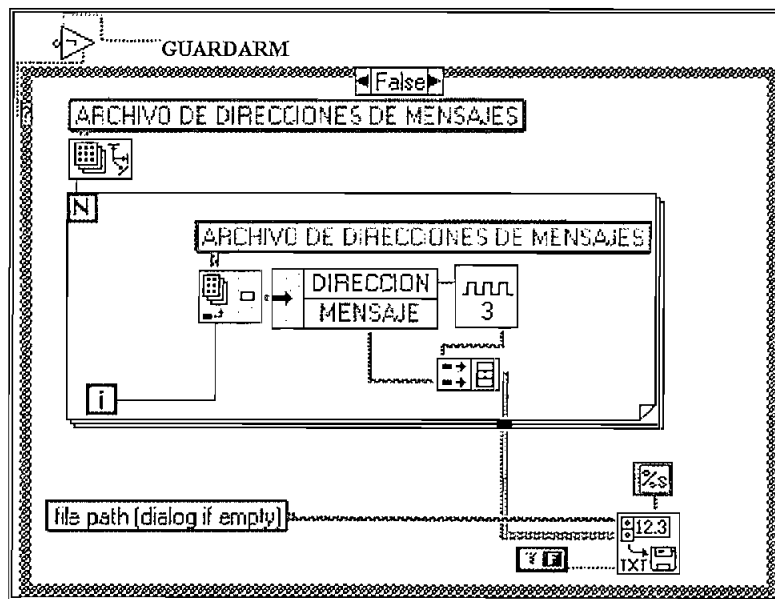 GUARDARM
False
?
ARCHIVO DE DIRECCIONES DE MENSAJES
N
ARCHIVO DE DIRECCIONES DE MENSAJES
DIRECCION
MENSAJE
3
i
%s
file path (dialog if empty)
12.3
TXT
F